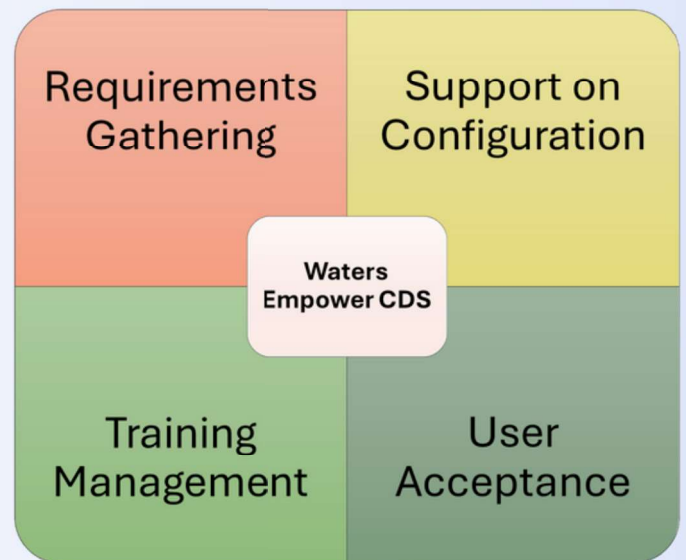 Requirements
Gathering
Support on
Configuration
Waters
Empower CDS
Training
Management
User
Acceptance